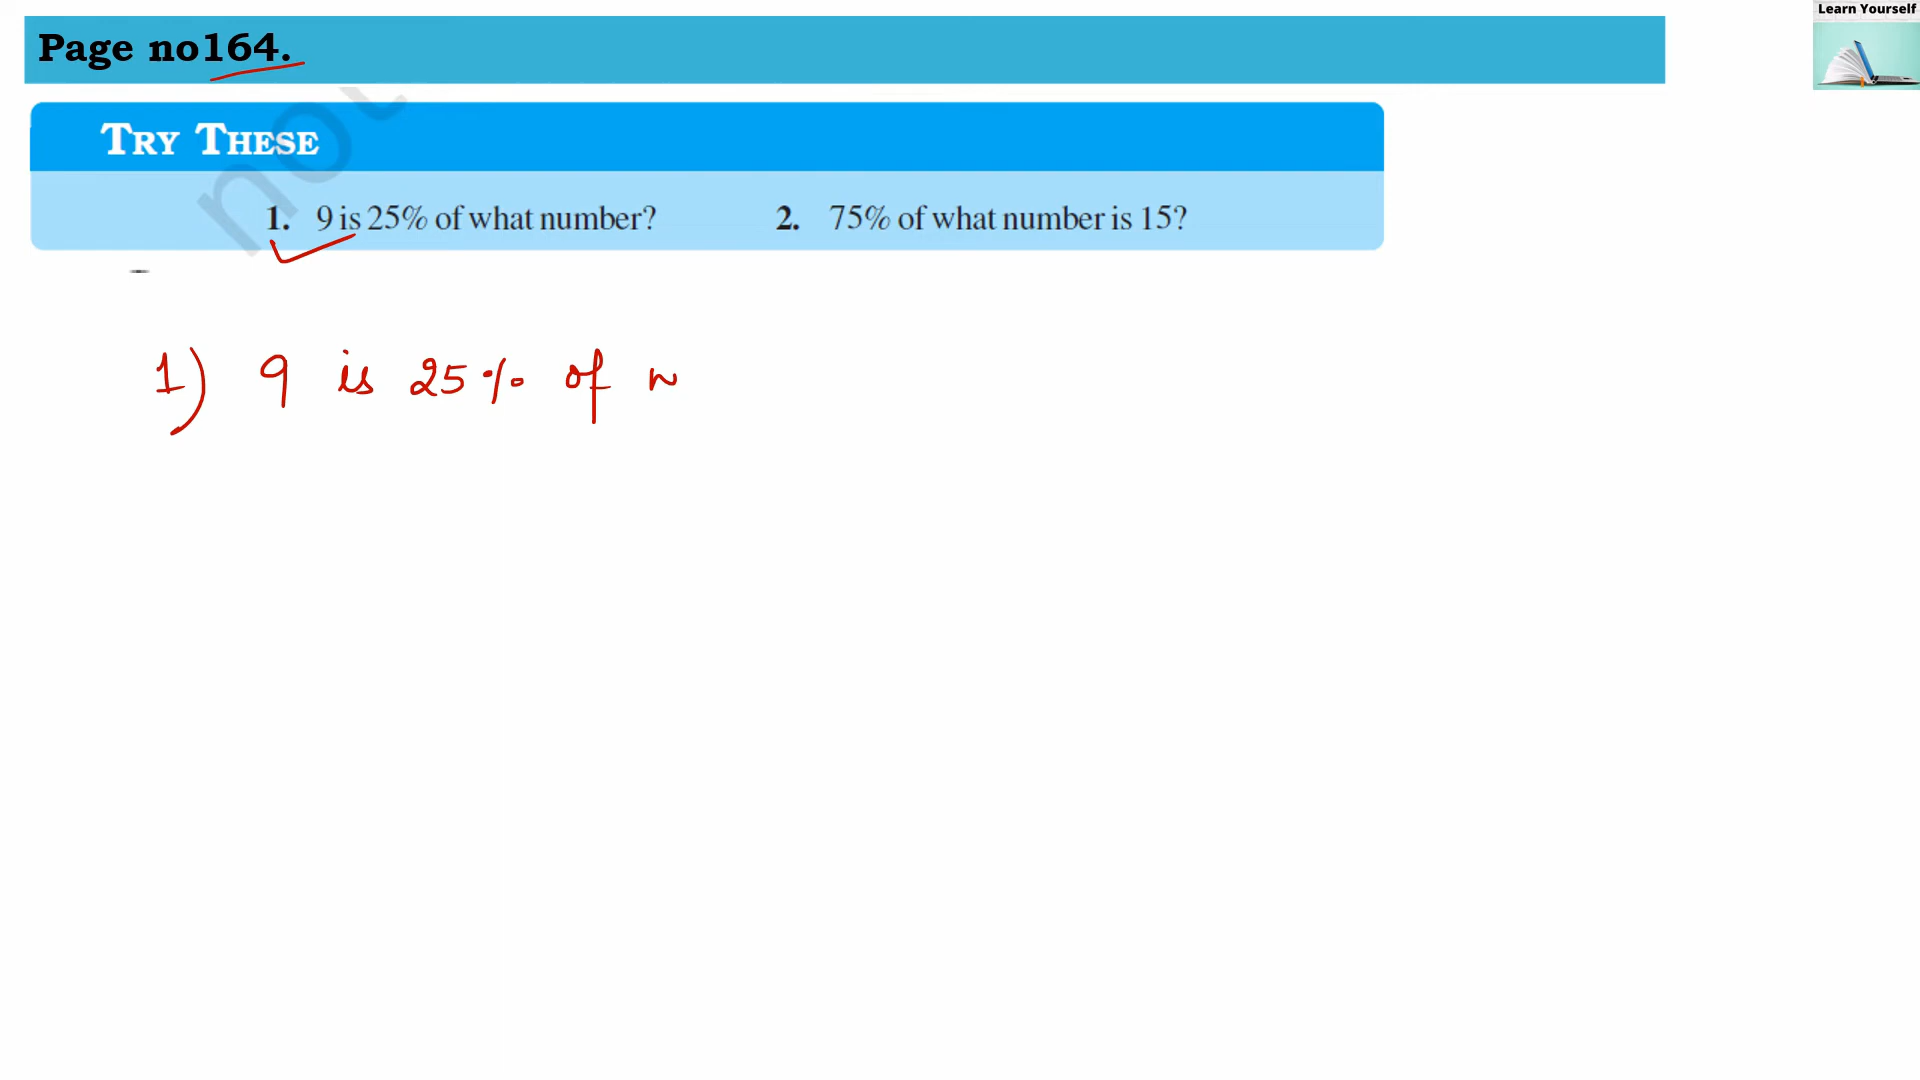 Learn Yourself
Page no164.
not
TRY THESE
1. 9 is 25% of what number? 2. 75% of what number is 15?
1) 9 is 25% of n